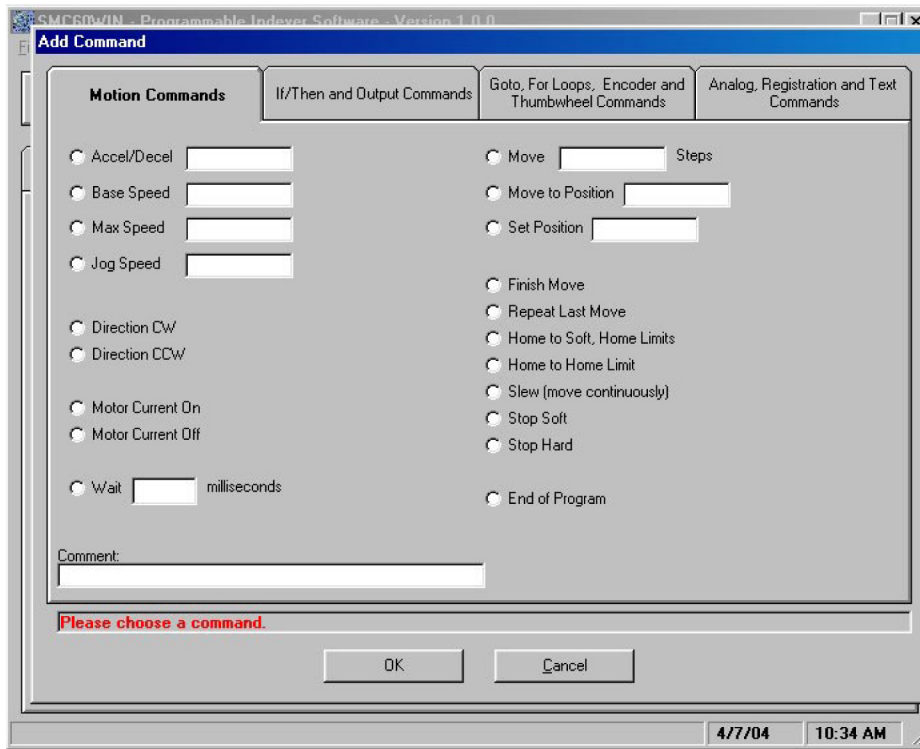 SMC60WIN - Programmable Indexer Software - Version 1.0.0
Add Command
Motion Commands
If/Then and Output Commands
Goto, For Loops, Encoder and
Thumbwheel Commands
Analog, Registration and Text
Commands
Accel/Decel
Base Speed
Max Speed
Jog Speed
Direction CW
Direction CCW
Motor Current On
Motor Current Off
Wait milliseconds
Move Steps
Move to Position
Set Position
Finish Move
Repeat Last Move
Home to Soft, Home Limits
Home to Home Limit
Slew (move continuously)
Stop Soft
Stop Hard
End of Program
Comment:
Please choose a command.
OK
Cancel
4/7/04
10:34 AM